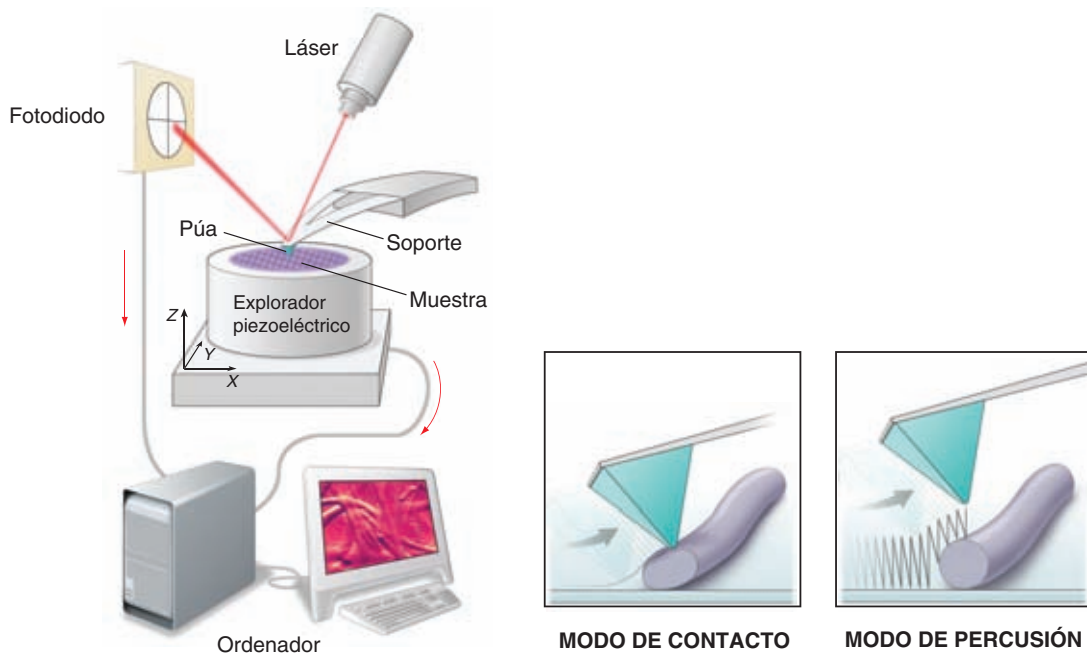 Láser
Fotodiodo
Púa
Soporte
Muestra
Explorador
piezoeléctrico
Z
Y
X
Ordenador
MODO DE CONTACTO
MODO DE PERCUSIÓN